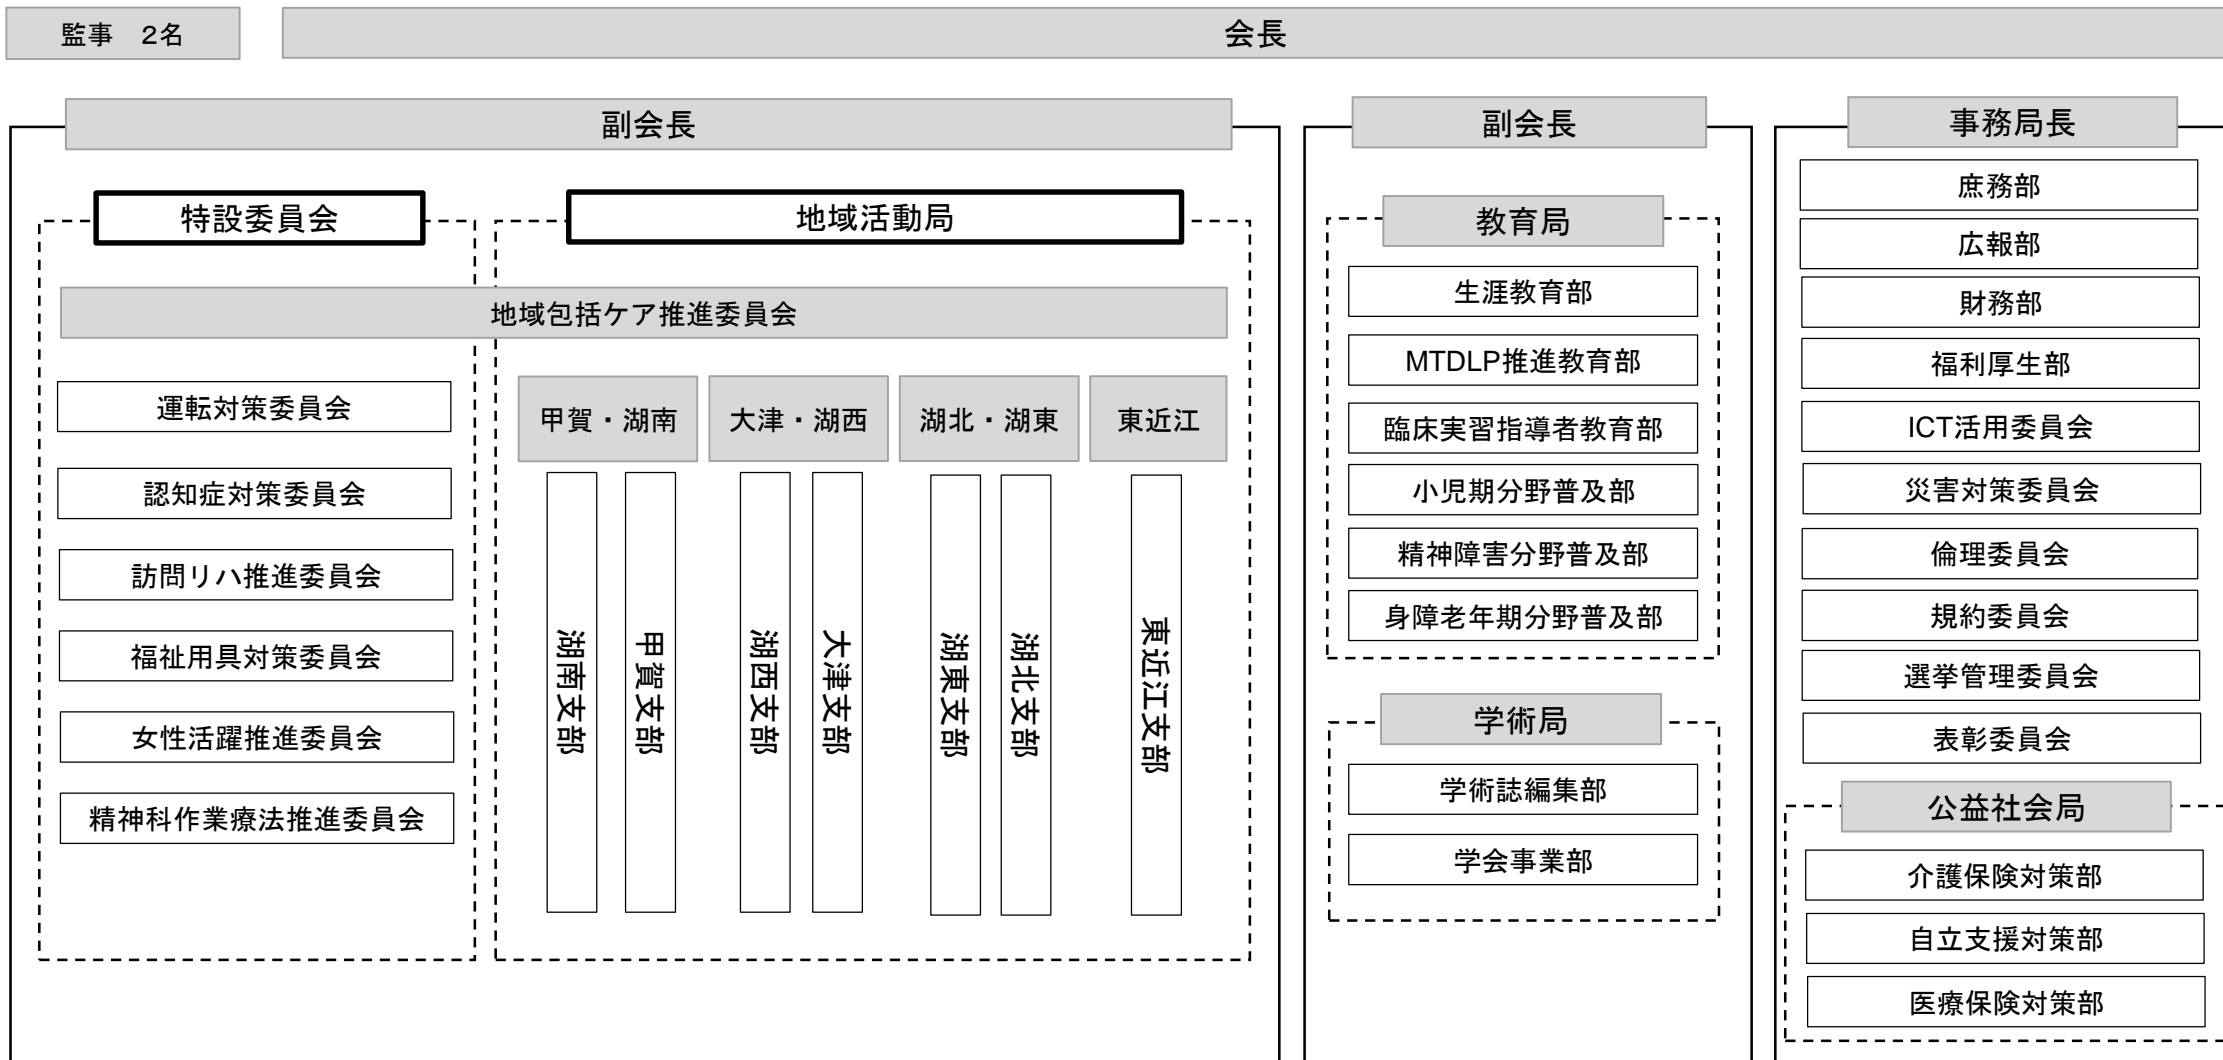 監事　2名
会長
副会長
特設委員会
地域活動局
地域包括ケア推進委員会
運転対策委員会
認知症対策委員会
訪問リハ推進委員会
福祉用具対策委員会
女性活躍推進委員会
精神科作業療法推進委員会
甲賀・湖南
大津・湖西
湖北・湖東
東近江
湖南支部
甲賀支部
湖西支部
大津支部
湖東支部
湖北支部
東近江支部
副会長
教育局
生涯教育部
MTDLP推進教育部
臨床実習指導者教育部
小児期分野普及部
精神障害分野普及部
身障老年期分野普及部
学術局
学術誌編集部
学会事業部
事務局長
庶務部
広報部
財務部
福利厚生部
ICT活用委員会
災害対策委員会
倫理委員会
規約委員会
選挙管理委員会
表彰委員会
公益社会局
介護保険対策部
自立支援対策部
医療保険対策部